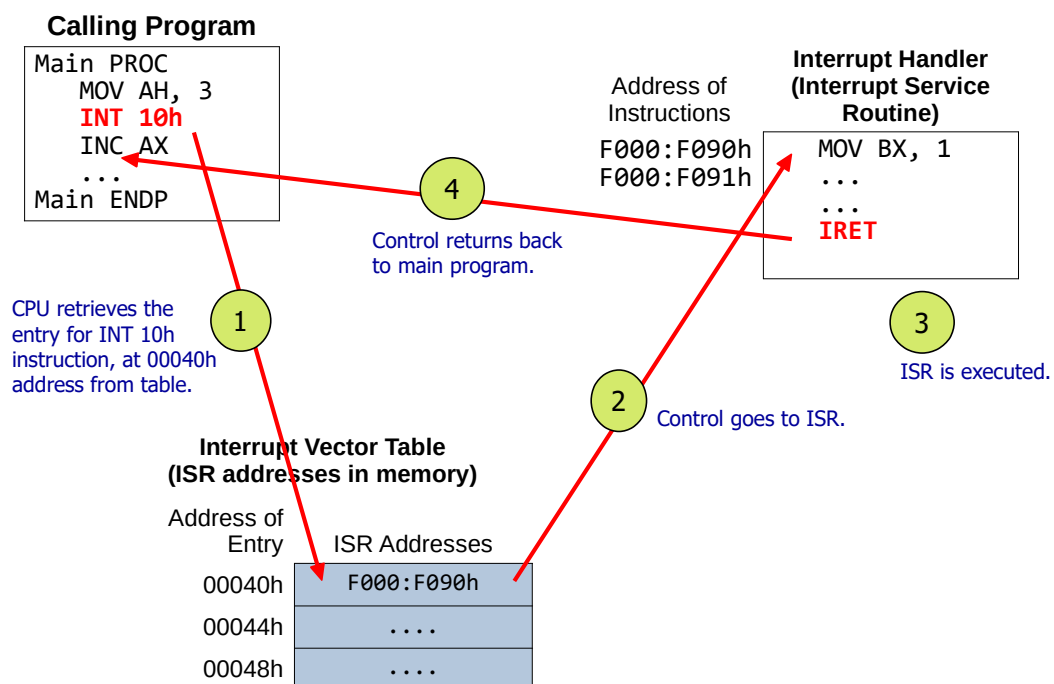 Calling Program
Main PROC
MOV AH, 3
INT 10h
INC AX
...
Main ENDP
Interrupt Handler
(Interrupt Service
Routine)
Address of
Instructions
F000:F090h
F000:F091h
MOV BX, 1
...
...
IRET
4
Control returns back
to main program.
CPU retrieves the
entry for INT 10h
instruction, at 00040h
address from table.
1
3
ISR is executed.
2
Control goes to ISR.
Interrupt Vector Table
(ISR addresses in memory)
Address of
Entry
ISR Addresses
00040h
F000:F090h
00044h
....
00048h
....